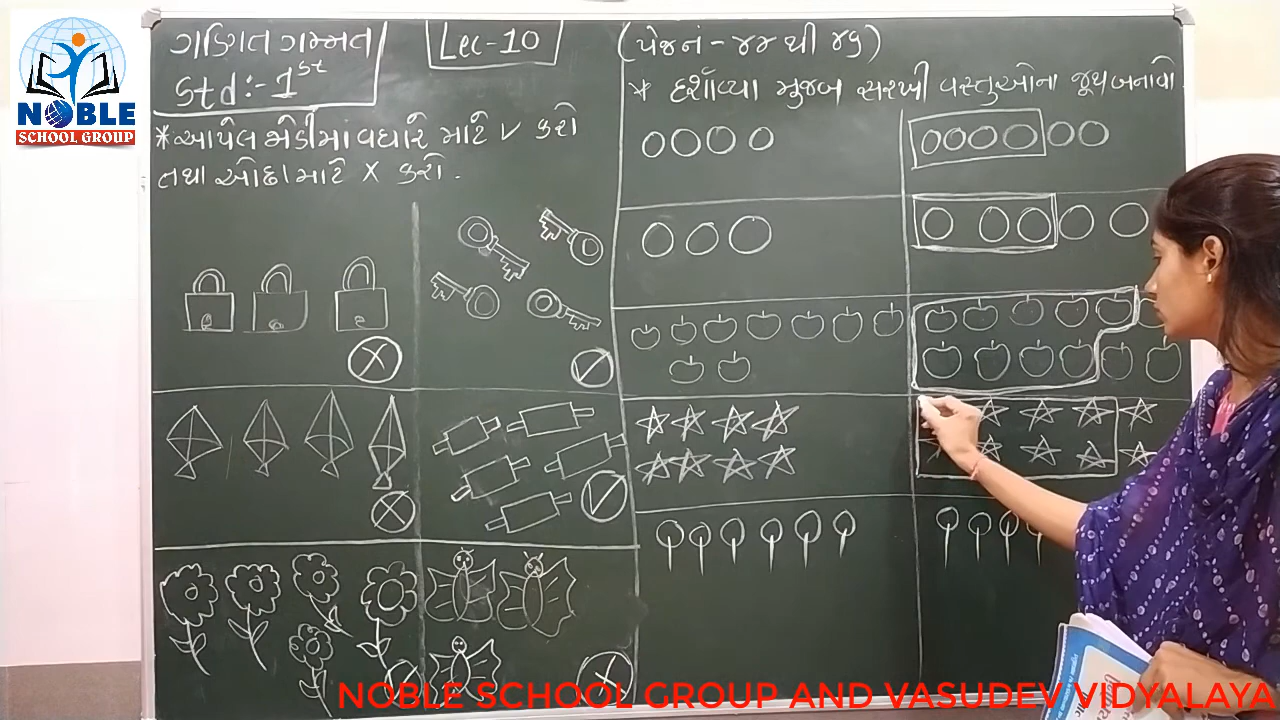 NOBLE
SCHOOL GROUP
ગણિત ગમ્મત
Std:-1st
Lec-10
(પેજનં - ૪૪ થી ૪૫)
* દર્શાવ્યા મુજબ સરખી વસ્તુઓના જૂથ બનાવો
* આપેલ જોડીમાં વધારે માટે ✓ કરો
તથા ઓછા માટે X કરો.
NOBLE SCHOOL GROUP AND VASUDEV VIDYALAYA